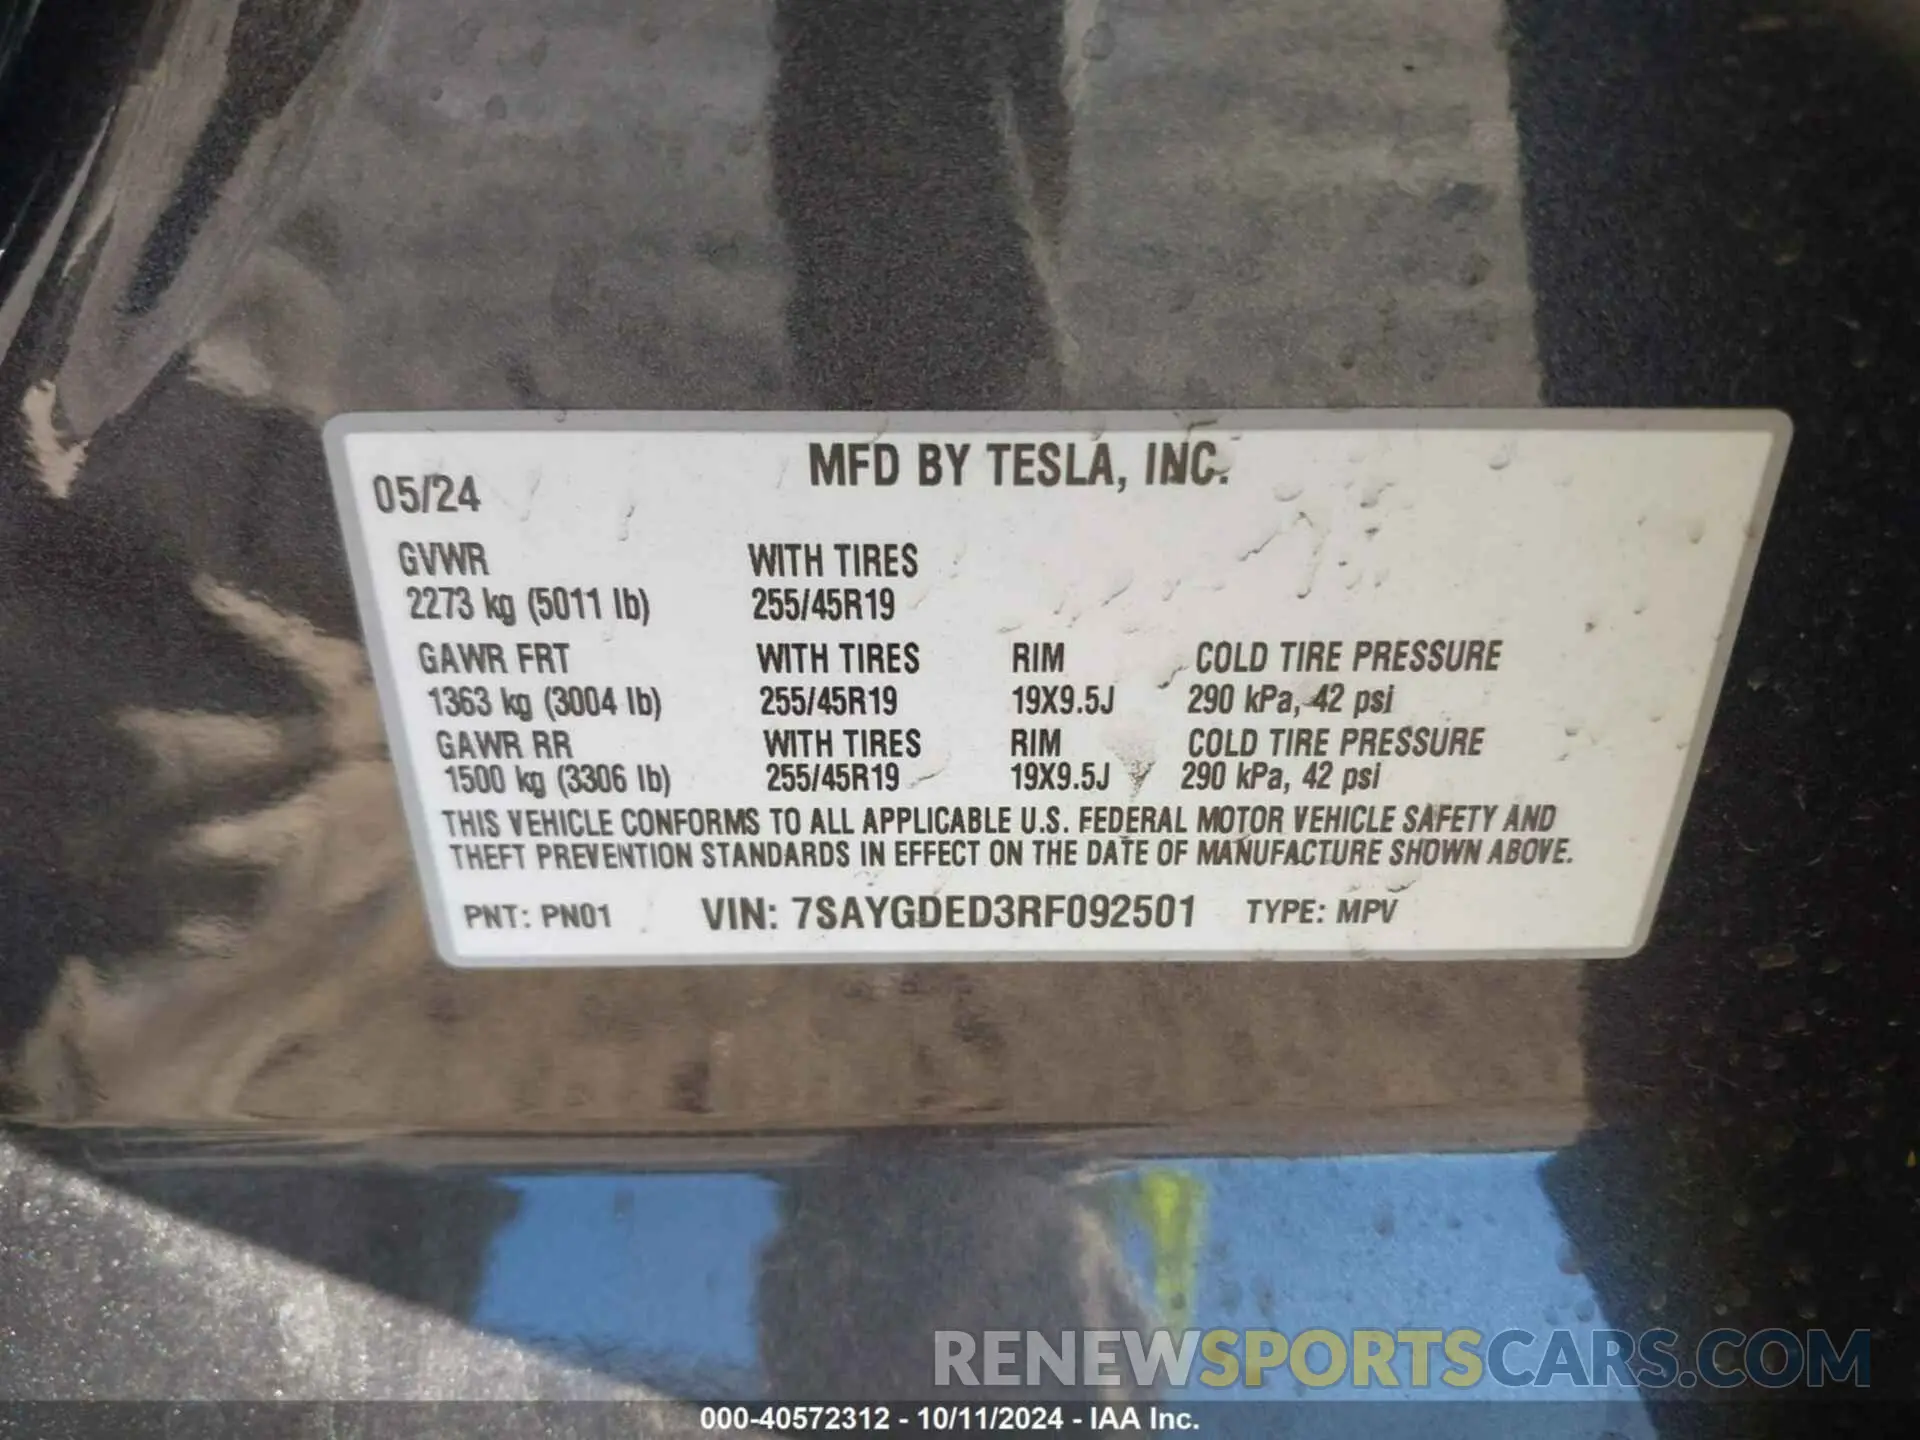 MFD BY TESLA, INC.
05/24
GVWR WITH TIRES
2273 kg (5011 lb) 255/45R19
GAWR FRT WITH TIRES RIM COLD TIRE PRESSURE
1363 kg (3004 lb) 255/45R19 19X9.5J 290 kPa, 42 psi
GAWR RR WITH TIRES RIM COLD TIRE PRESSURE
1500 kg (3306 lb) 255/45R19 19X9.5J 290 kPa, 42 psi
THIS VEHICLE CONFORMS TO ALL APPLICABLE U.S. FEDERAL MOTOR VEHICLE SAFETY AND
THEFT PREVENTION STANDARDS IN EFFECT ON THE DATE OF MANUFACTURE SHOWN ABOVE.
PNT: PN01 VIN: 7SAYGDED3RF092501 TYPE: MPV
RENEWSPORTSCARS.COM
000-40572312 - 10/11/2024 - IAA Inc.